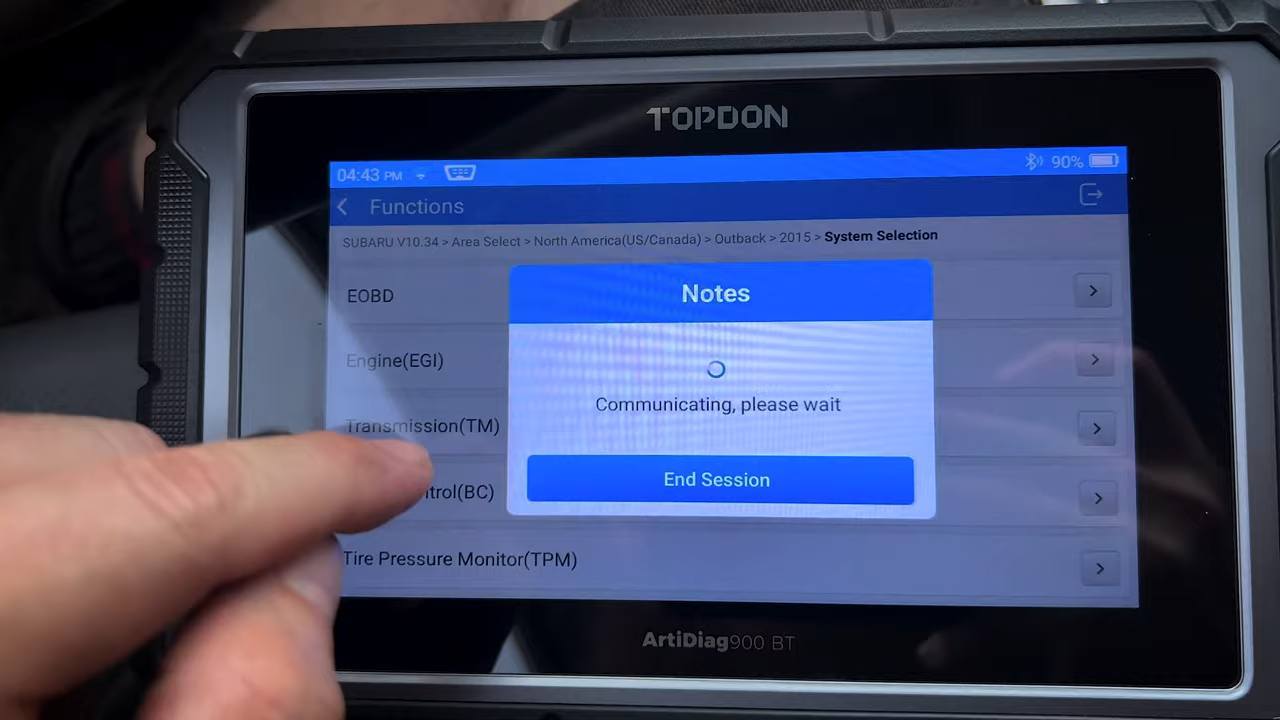 TOPDON
04:43 PM 90%
Functions
SUBARU V10.34 > Area Select > North America(US/Canada) > Outback > 2015 > System Selection
EOBD
Notes
Engine(EGI)
Communicating, please wait
Transmission(TM)
End Session
trol(BC)
Tire Pressure Monitor(TPM)
ArtiDiag900 BT